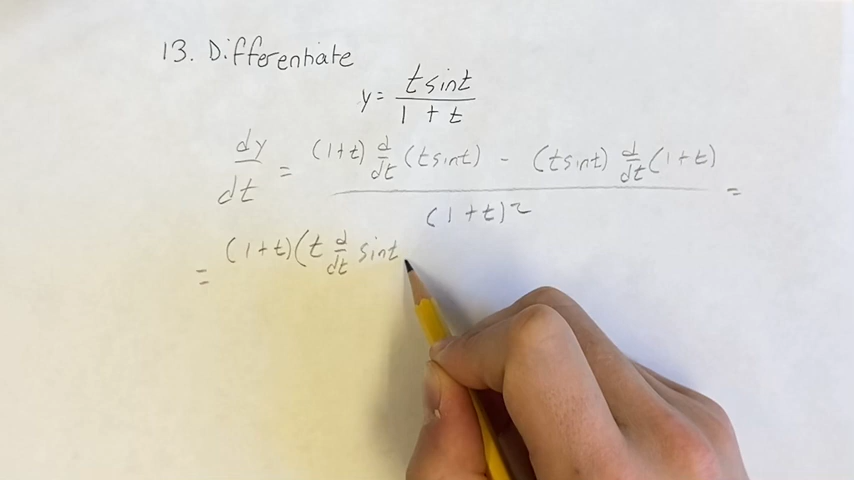 13. Differentiate
y = t sint / 1 + t
dy/dt = (1+t) d/dt (t sint) - (t sint) d/dt (1+t) / (1+t)² =
= (1+t)(t d/dt sint